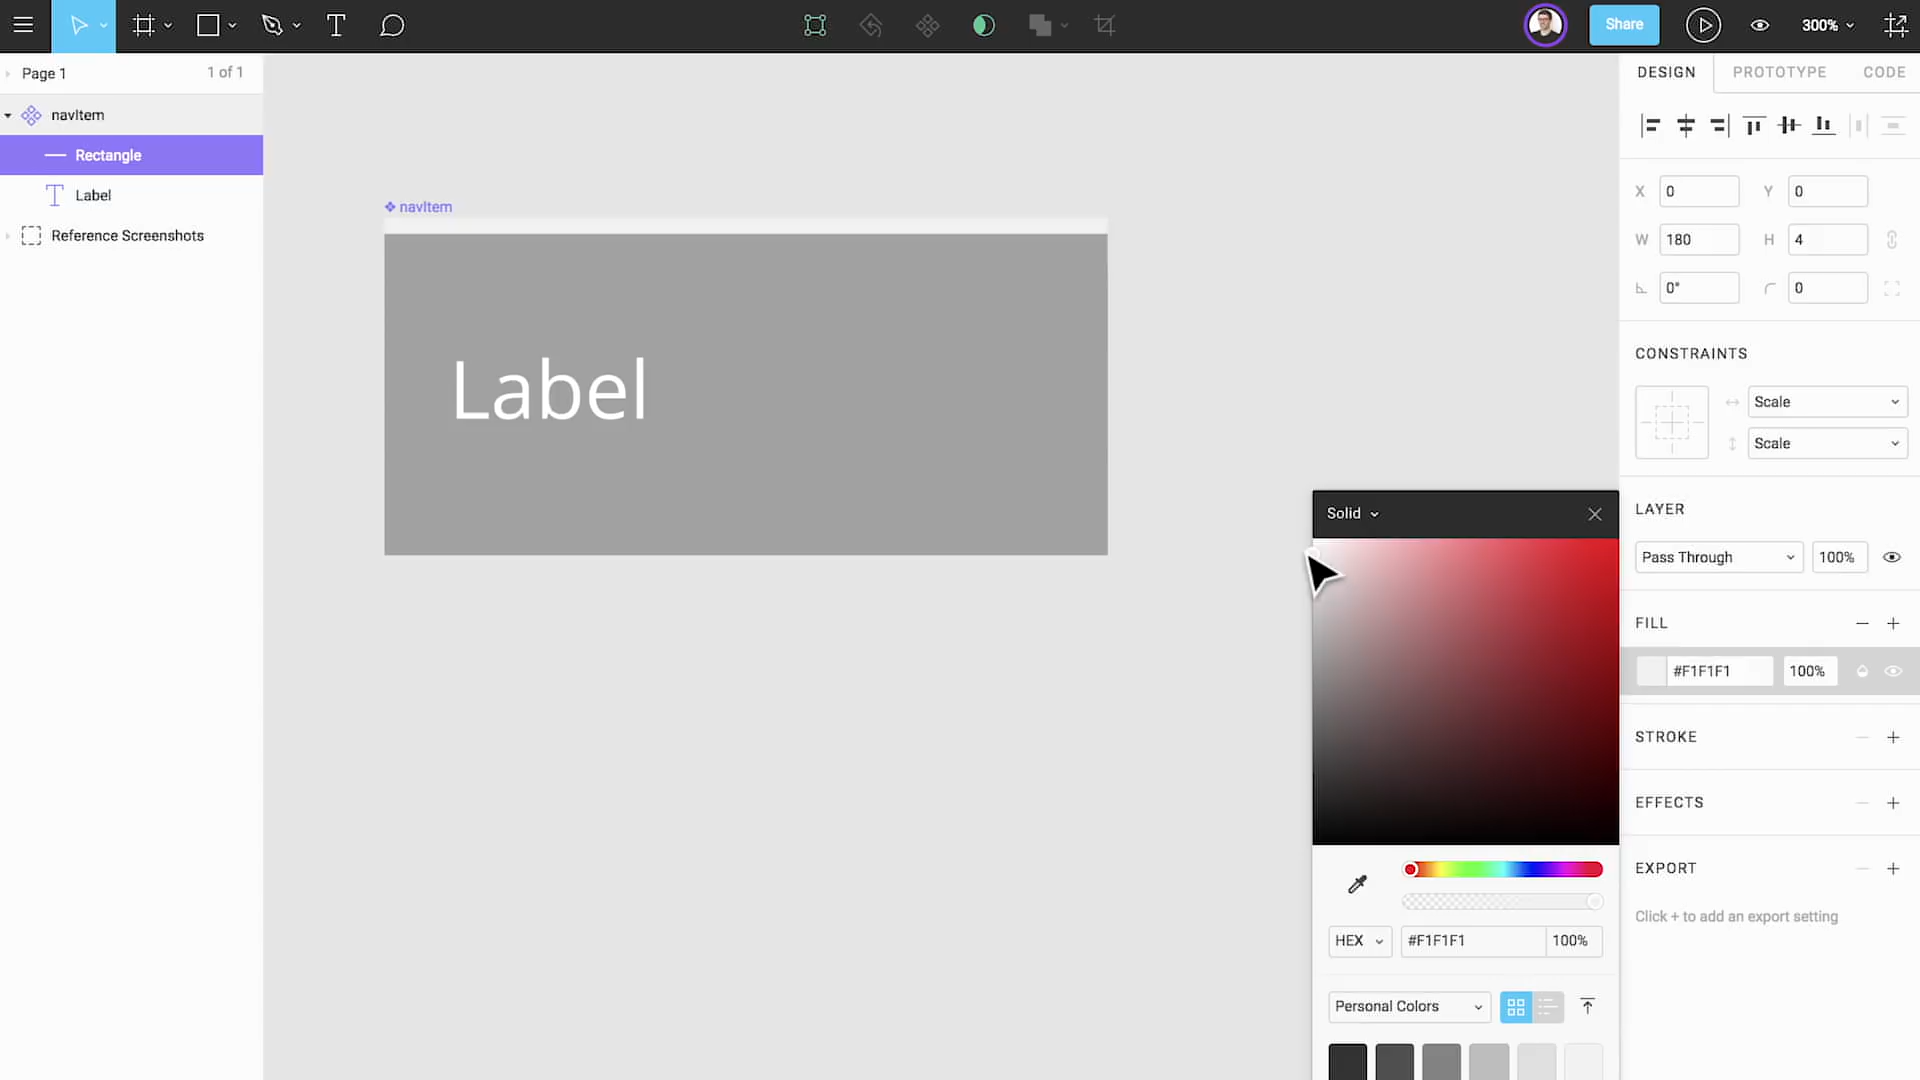 Share
300%
Page 1
1 of 1
DESIGN
PROTOTYPE
CODE
navItem
Rectangle
Label
Reference Screenshots
navItem
Label
X
0
Y
0
W
180
H
4
0°
0
CONSTRAINTS
Scale
Scale
LAYER
Pass Through
100%
FILL
#F1F1F1
100%
STROKE
EFFECTS
EXPORT
Click + to add an export setting
Solid
HEX
#F1F1F1
100%
Personal Colors